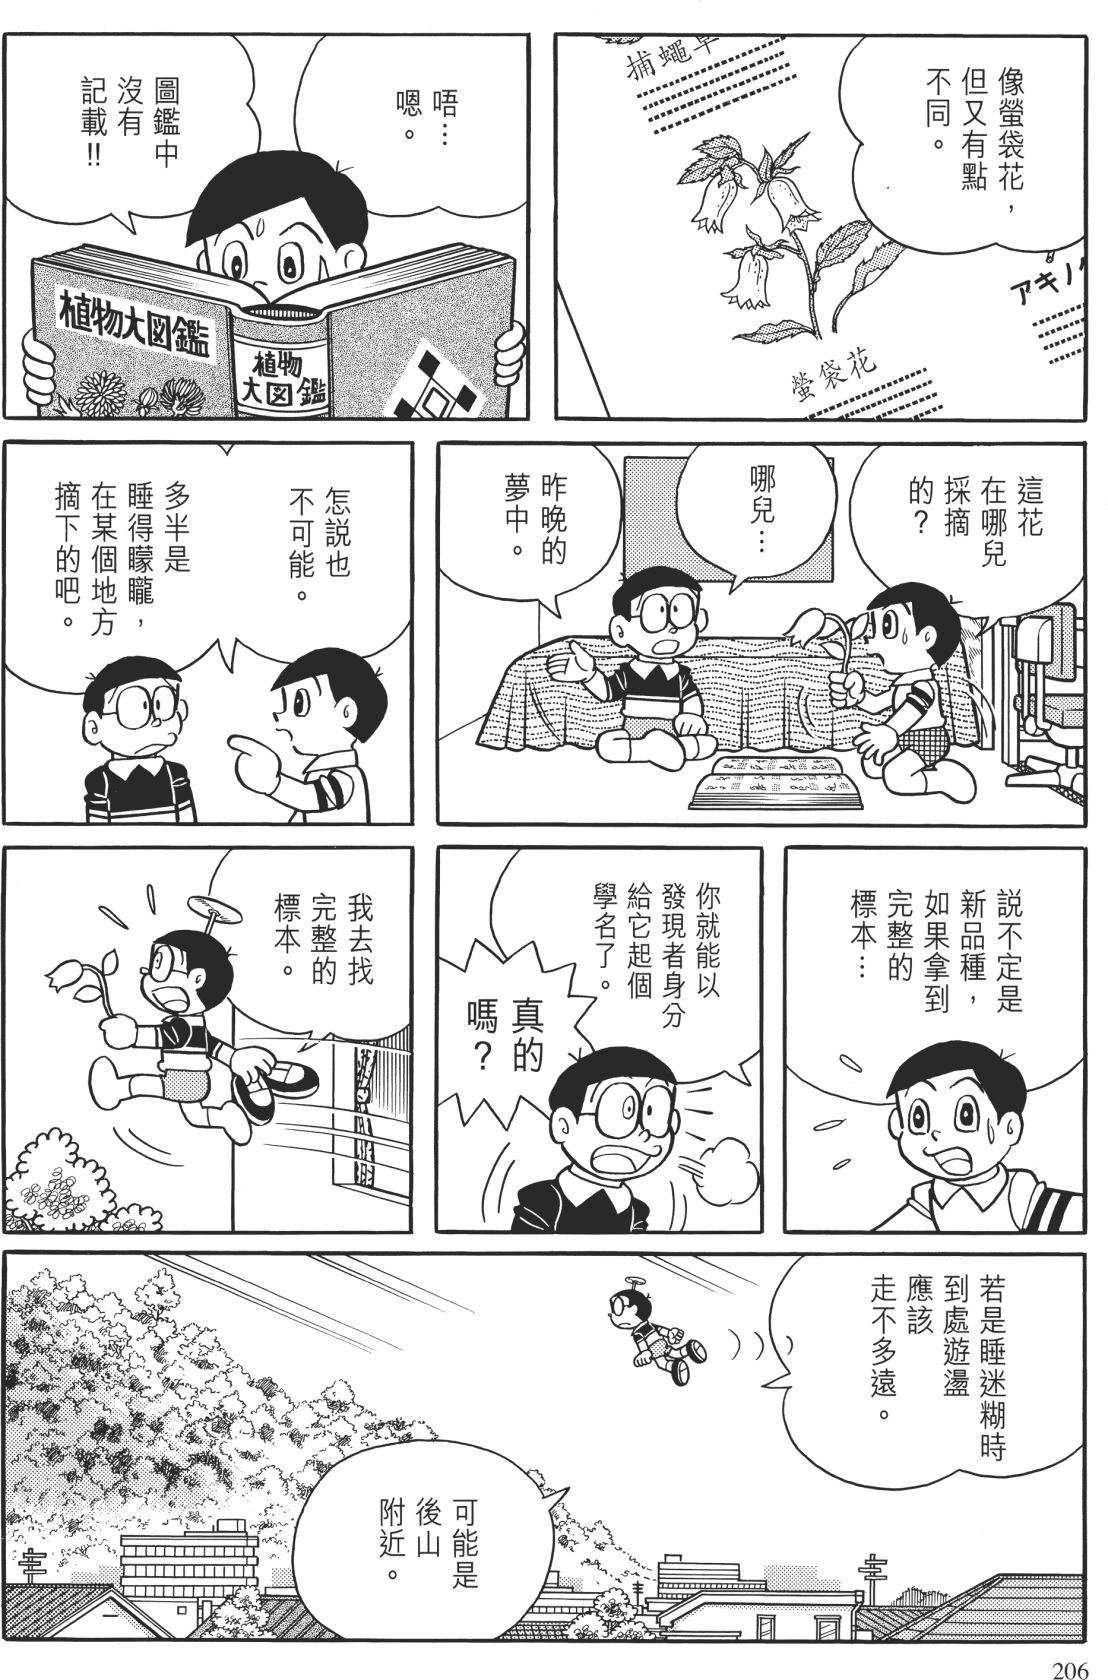 像螢袋花，
但又有點
不同。
捕蠅草
アキノ
螢袋花
唔…
嗯。
圖鑑中
沒有
記載!!
植物大図鑑
植物
大図鑑
這花
在哪兒
採摘
的？
哪兒…
昨晚的
夢中。
怎説也
不可能。
多半是
睡得矇矓，
在某個地方
摘下的吧。
説不定是
新品種，
如果拿到
完整的
標本…
你就能以
發現者身分
給它起個
學名了。
真的
嗎？
我去找
完整的
標本。
若是睡迷糊時
到處遊盪
應該
走不多遠。
可能是
後山
附近。
206